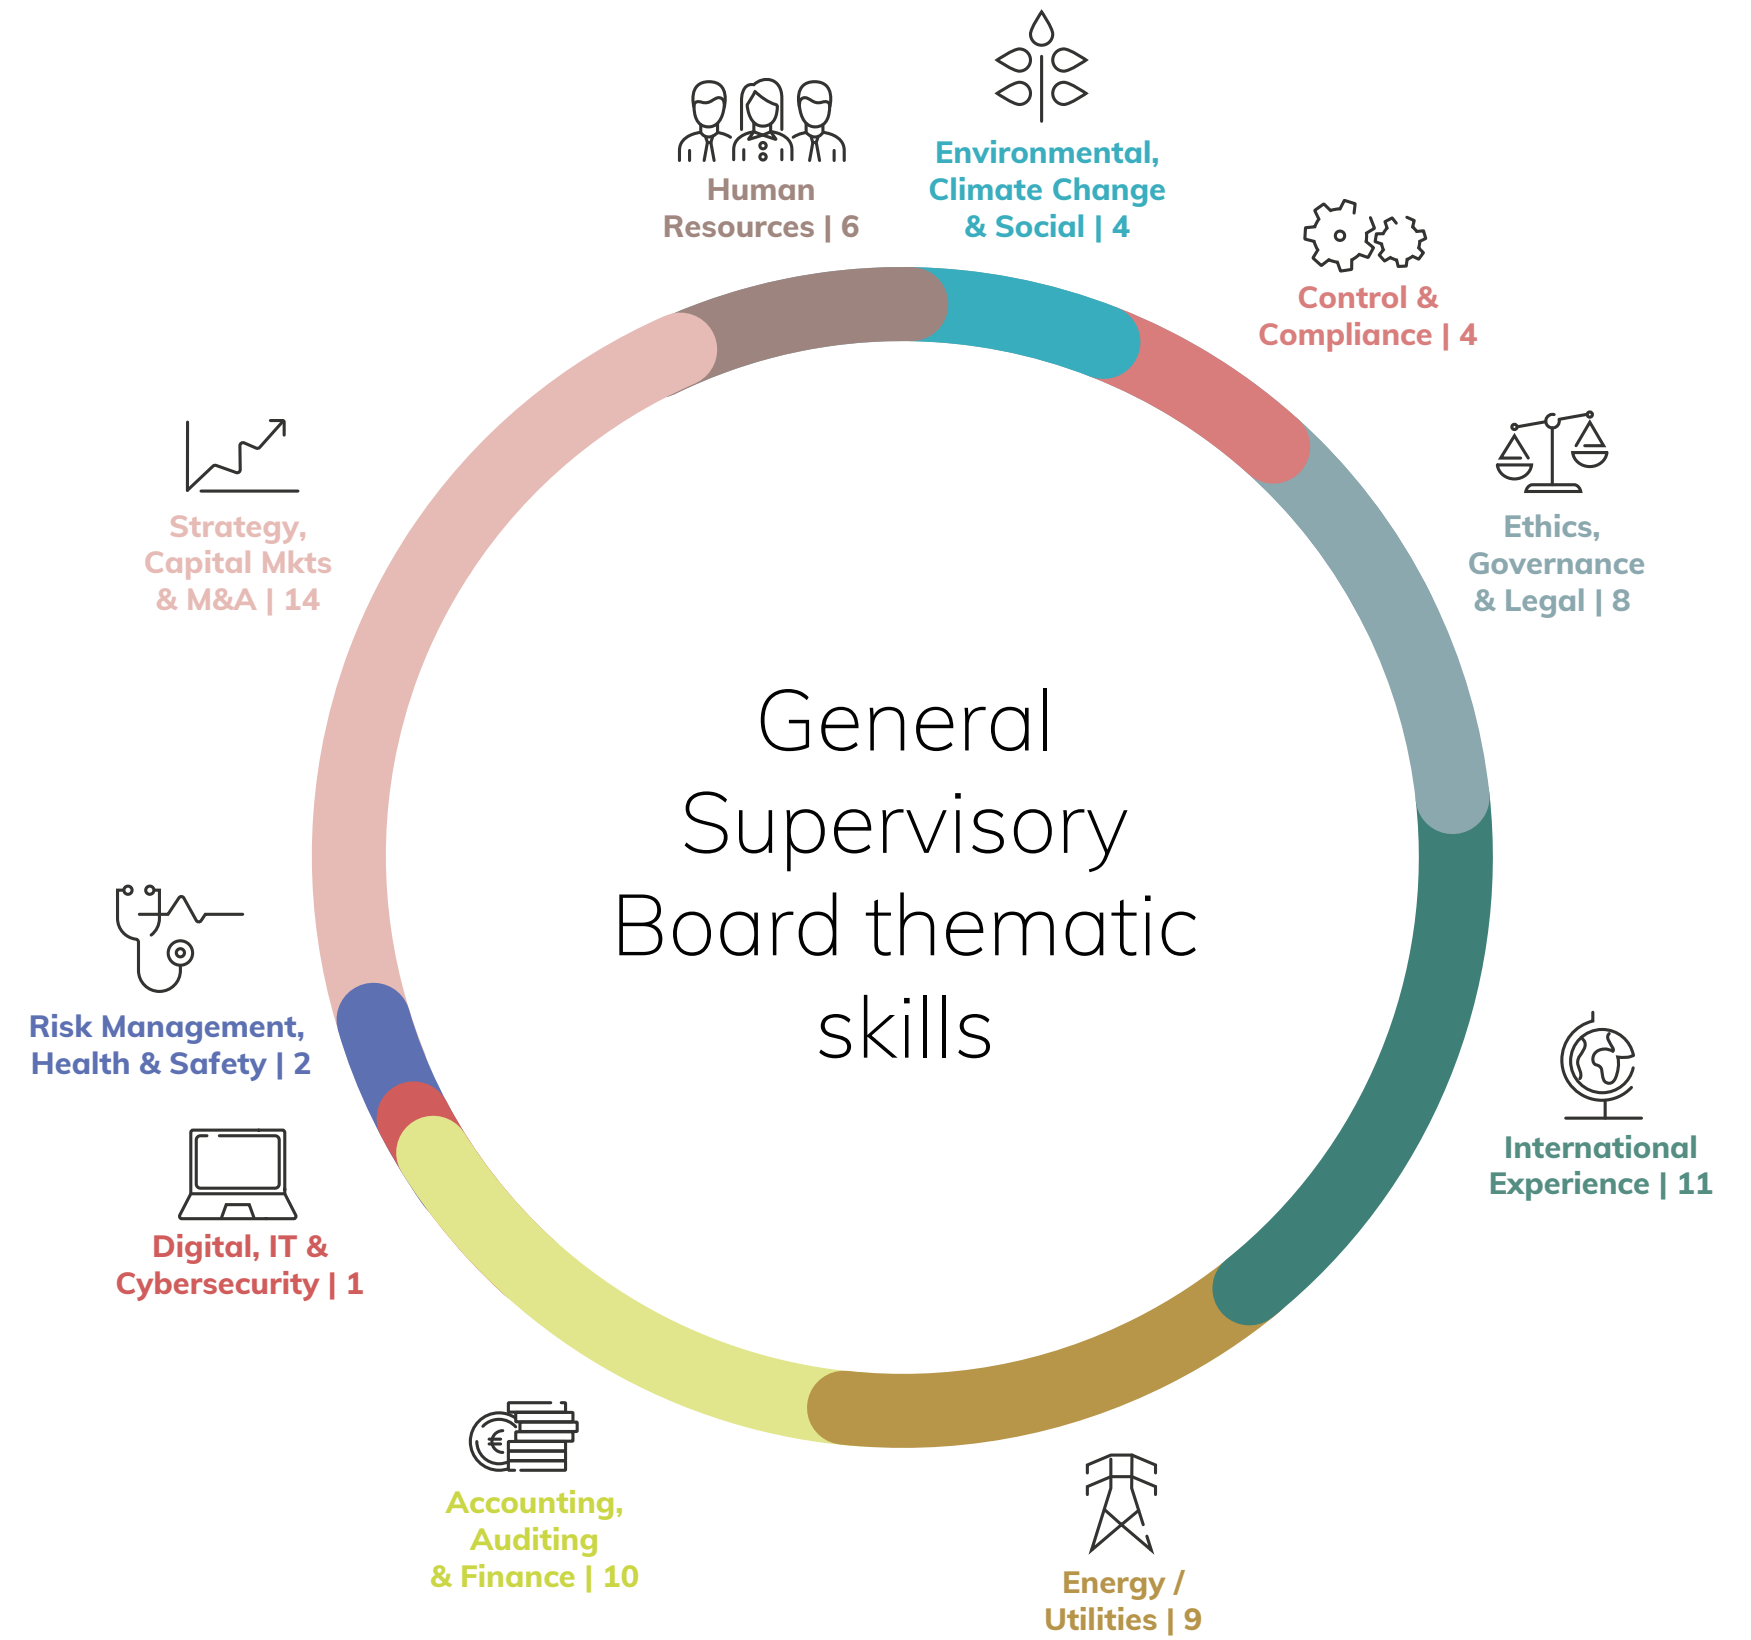 Human
Resources | 6
Environmental,
Climate Change
& Social | 4
Control &
Compliance | 4
Ethics,
Governance
& Legal | 8
International
Experience | 11
Energy /
Utilities | 9
Accounting,
Auditing
& Finance | 10
Digital, IT &
Cybersecurity | 1
Risk Management,
Health & Safety | 2
Strategy,
Capital Mkts
& M&A | 14
General
Supervisory
Board thematic
skills